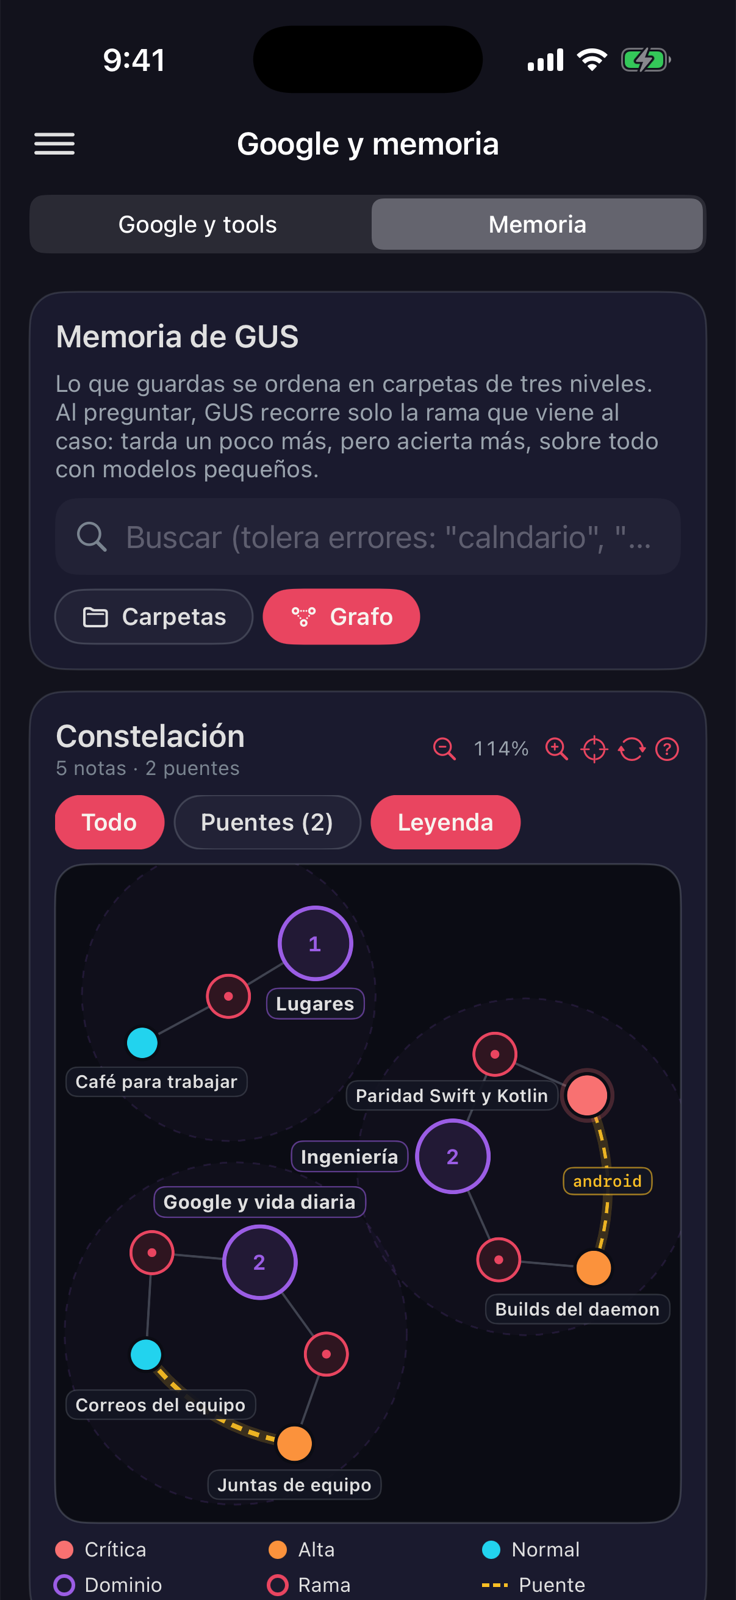 9:41
Google y memoria
Google y tools
Memoria
Memoria de GUS
Lo que guardas se ordena en carpetas de tres niveles.
Al preguntar, GUS recorre solo la rama que viene al
caso: tarda un poco más, pero acierta más, sobre todo
con modelos pequeños.
Buscar (tolera errores: "calndario", "...
Carpetas
Grafo
Constelación
114%
?
5 notas · 2 puentes
Todo
Puentes (2)
Leyenda
1
Lugares
Café para trabajar
Paridad Swift y Kotlin
Ingeniería
2
android
Google y vida diaria
2
Builds del daemon
Correos del equipo
Juntas de equipo
Crítica
Alta
Normal
Dominio
Rama
Puente